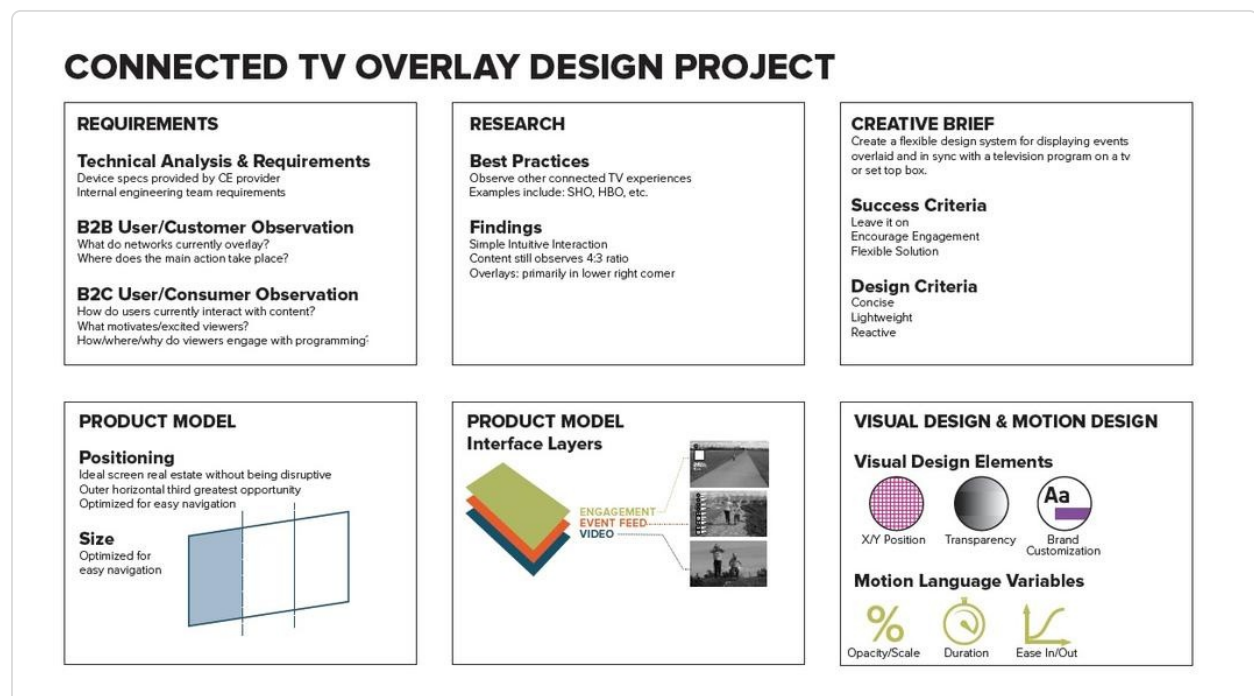 CONNECTED TV OVERLAY DESIGN PROJECT
REQUIREMENTS
Technical Analysis & Requirements
Device specs provided by CE provider
Internal engineering team requirements
B2B User/Customer Observation
What do networks currently overlay?
Where does the main action take place?
B2C User/Consumer Observation
How do users currently interact with content?
What motivates/excited viewers?
How/where/why do viewers engage with programming
RESEARCH
Best Practices
Observe other connected TV experiences
Examples include: SHO, HBO, etc.
Findings
Simple Intuitive Interaction
Content still observes 4:3 ratio
Overlays: primarily in lower right corner
CREATIVE BRIEF
Create a flexible design system for displaying events
overlaid and in sync with a television program on a tv
or set top box.
Success Criteria
Leave it on
Encourage Engagement
Flexible Solution
Design Criteria
Concise
Lightweight
Reactive
PRODUCT MODEL
Positioning
Ideal screen real estate without being disruptive
Outer horizontal third greatest opportunity
Optimized for easy navigation
Size
Optimized for
easy navigation
PRODUCT MODEL
Interface Layers
ENGAGEMENT
EVENT FEED
VIDEO
VISUAL DESIGN & MOTION DESIGN
Visual Design Elements
Aa
X/Y Position
Transparency
Brand
Customization
Motion Language Variables
%
Opacity/Scale
Duration
Ease In/Out